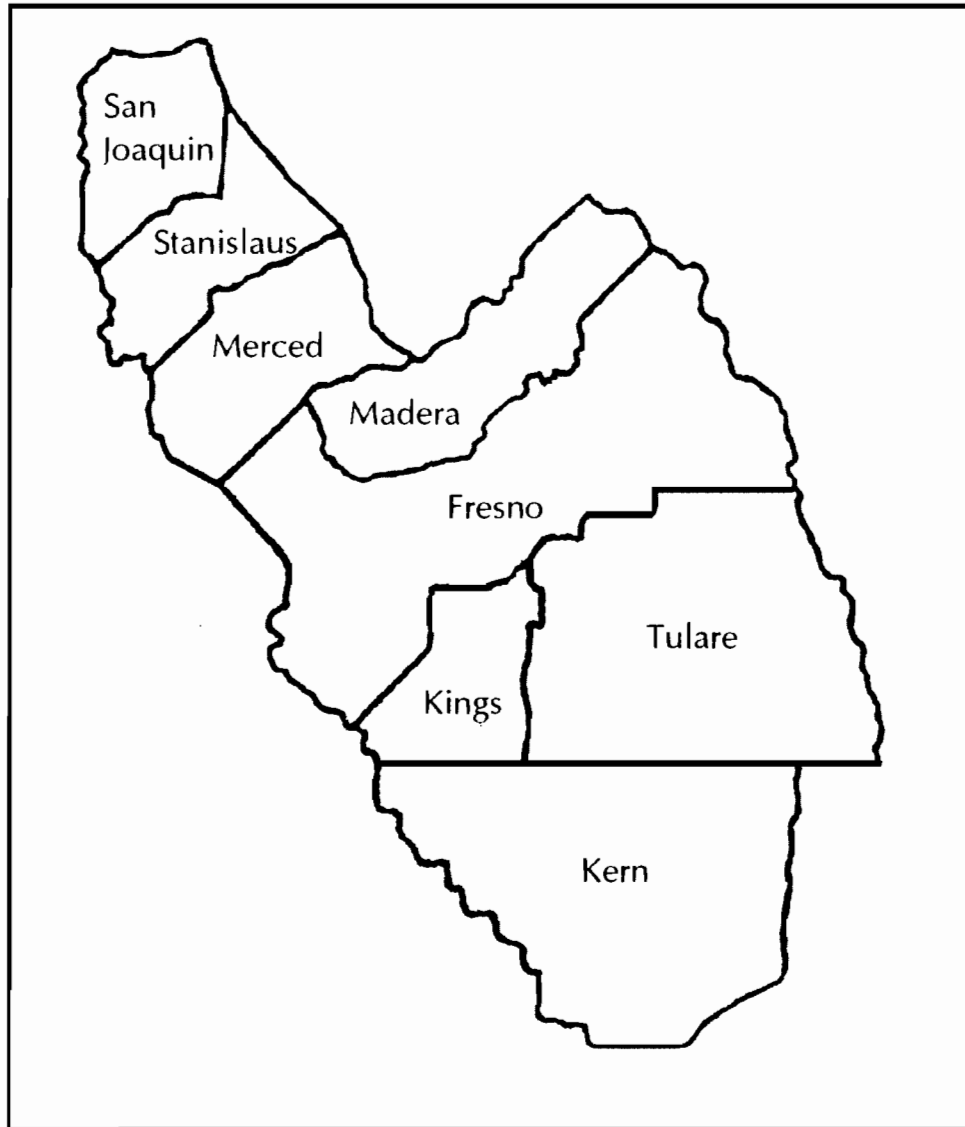 San
Joaquin
Stanislaus
Merced
Madera
Fresno
Tulare
Kings
Kern